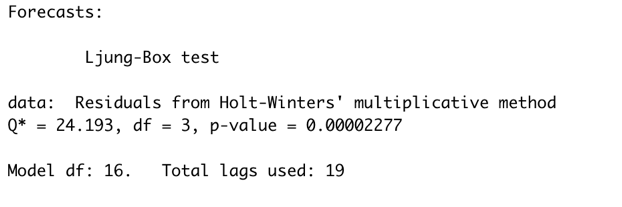 Forecasts:
Ljung-Box test
data:  Residuals from Holt-Winters' multiplicative method
Q* = 24.193, df = 3, p-value = 0.00002277
Model df: 16.   Total lags used: 19